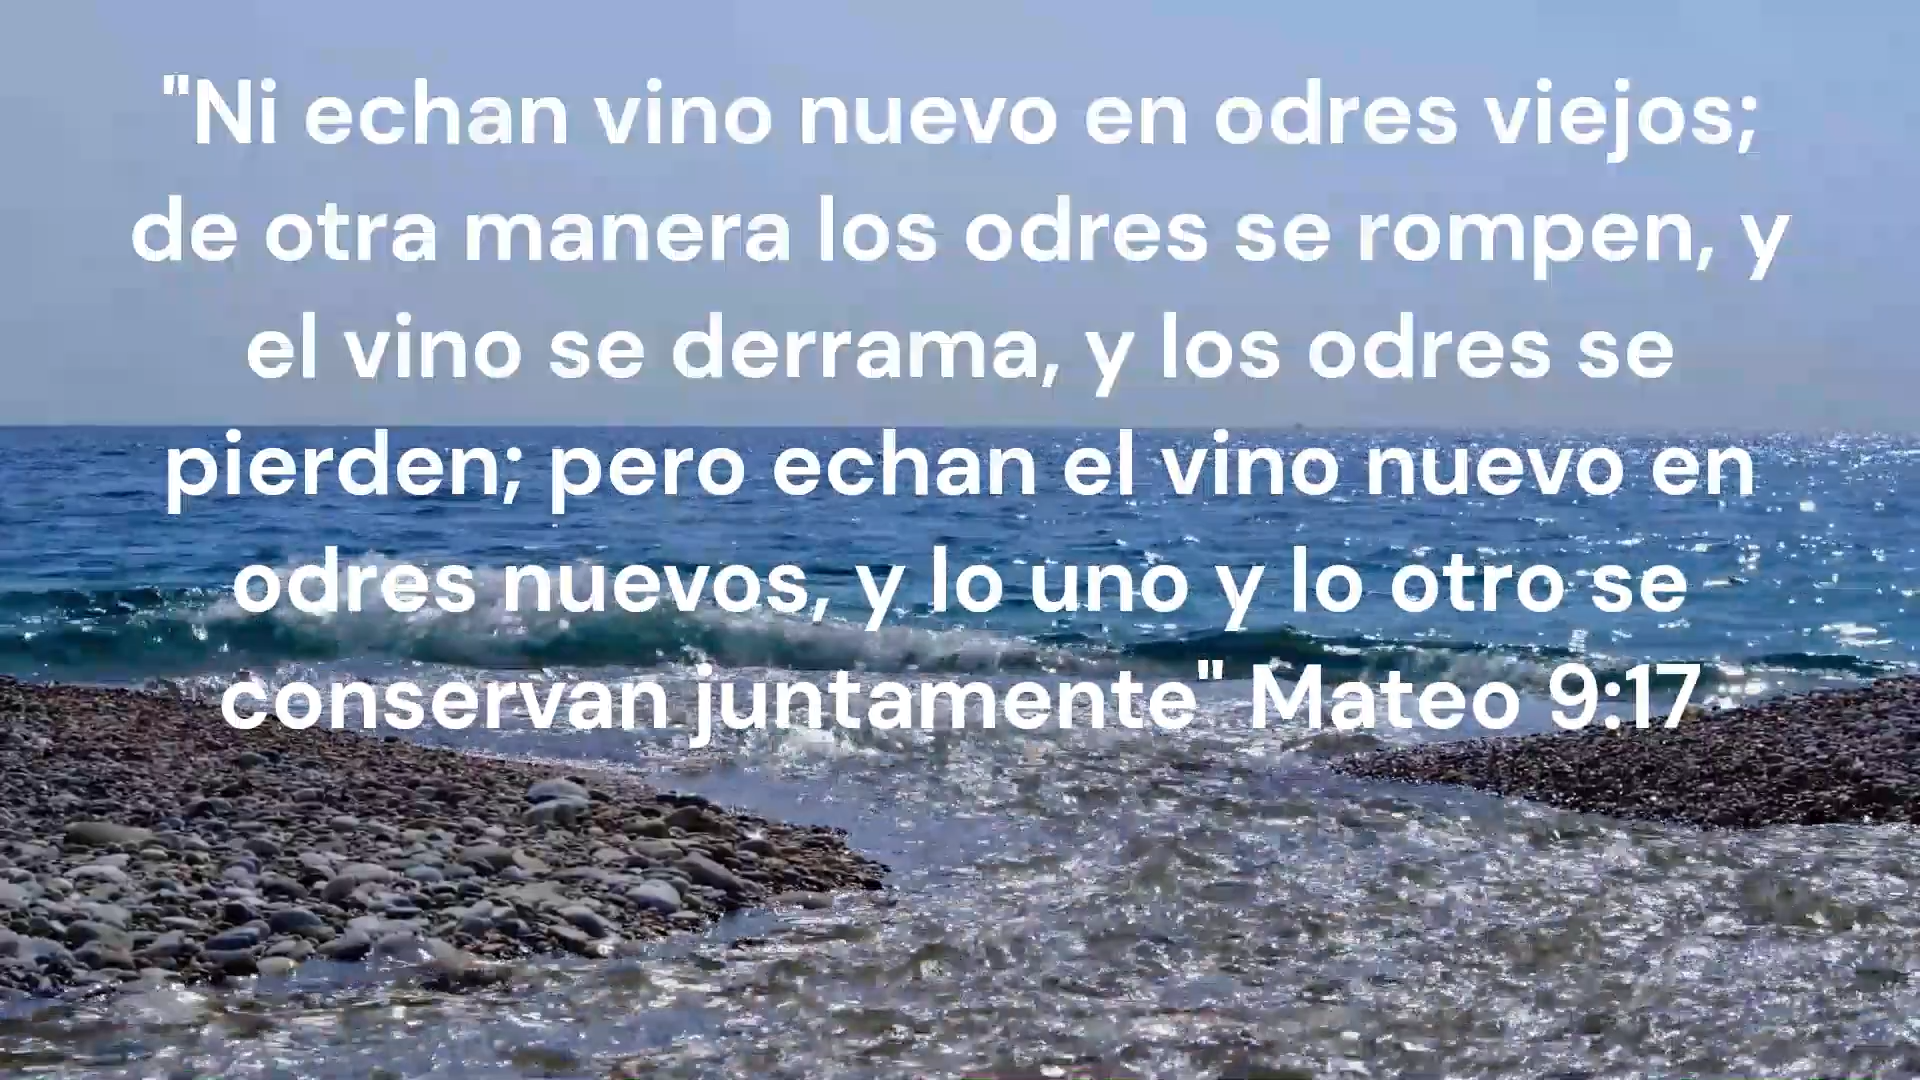 "Ni echan vino nuevo en odres viejos;
de otra manera los odres se rompen, y
el vino se derrama, y los odres se
pierden; pero echan el vino nuevo en
odres nuevos, y lo uno y lo otro se
conservan juntamente" Mateo 9:17